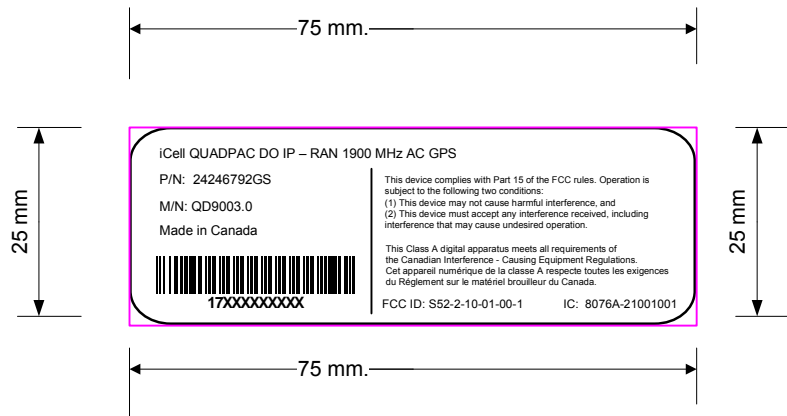 75 mm.
25 mm
iCell QUADPAC DO IP – RAN 1900 MHz AC GPS
P/N: 24246792GS
M/N: QD9003.0
Made in Canada
17XXXXXXXXX
This device complies with Part 15 of the FCC rules. Operation is
subject to the following two conditions:
(1) This device may not cause harmful interference, and
(2) This device must accept any interference received, including
interference that may cause undesired operation.
This Class A digital apparatus meets all requirements of
the Canadian Interference - Causing Equipment Regulations.
Cet appareil numérique de la classe A respecte toutes les exigences
du Réglement sur le matériel brouilleur du Canada.
FCC ID: S52-2-10-01-00-1 IC: 8076A-21001001
25 mm
75 mm.